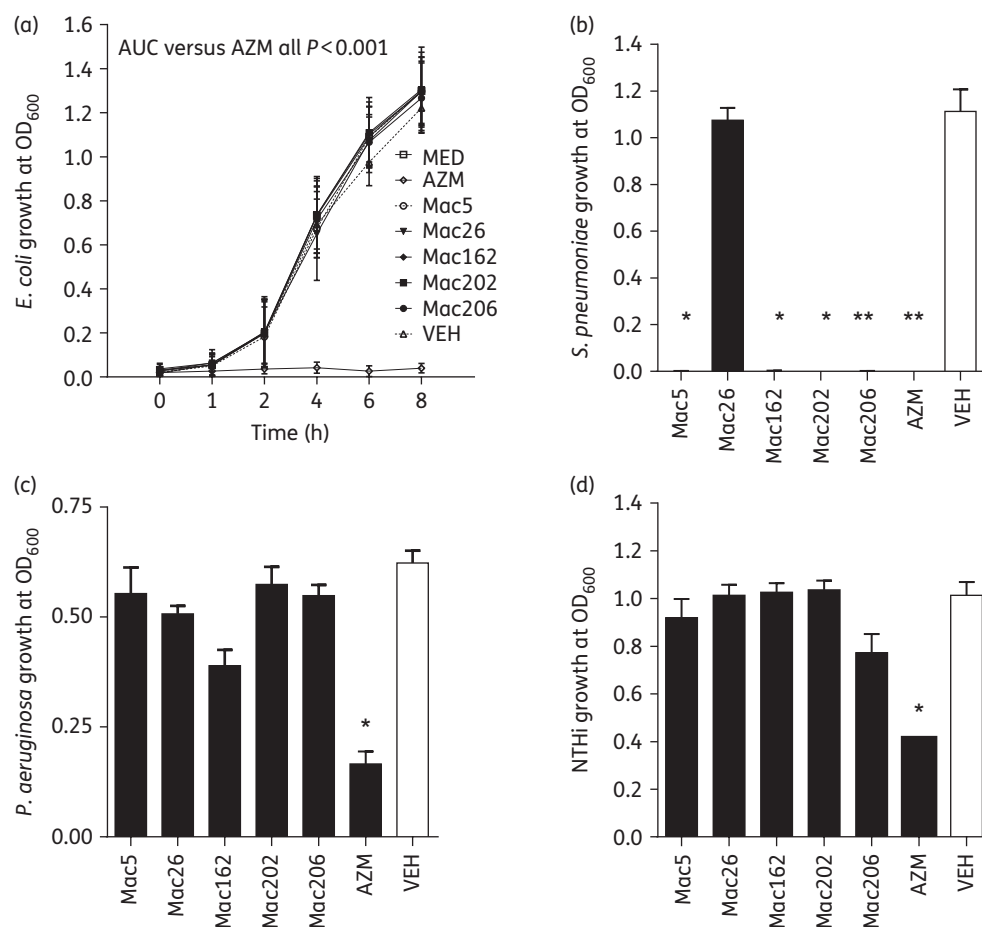 (a)
1.6
1.4
1.2
1.0
0.8
0.6
0.4
0.2
0.0
E. coli growth at OD600
AUC versus AZM all P<0.001
MED
AZM
Mac5
Mac26
Mac162
Mac202
Mac206
VEH
0 1 2 4 6 8
Time (h)
(b)
1.4
1.2
1.0
0.8
0.6
0.4
0.2
0.0
S. pneumoniae growth at OD600
* * * ** **
Mac5 Mac26 Mac162 Mac202 Mac206 AZM VEH
(c)
0.75
0.50
0.25
0.00
P. aeruginosa growth at OD600
*
Mac5 Mac26 Mac162 Mac202 Mac206 AZM VEH
(d)
1.4
1.2
1.0
0.8
0.6
0.4
0.2
0.0
NTHi growth at OD600
*
Mac5 Mac26 Mac162 Mac202 Mac206 AZM VEH